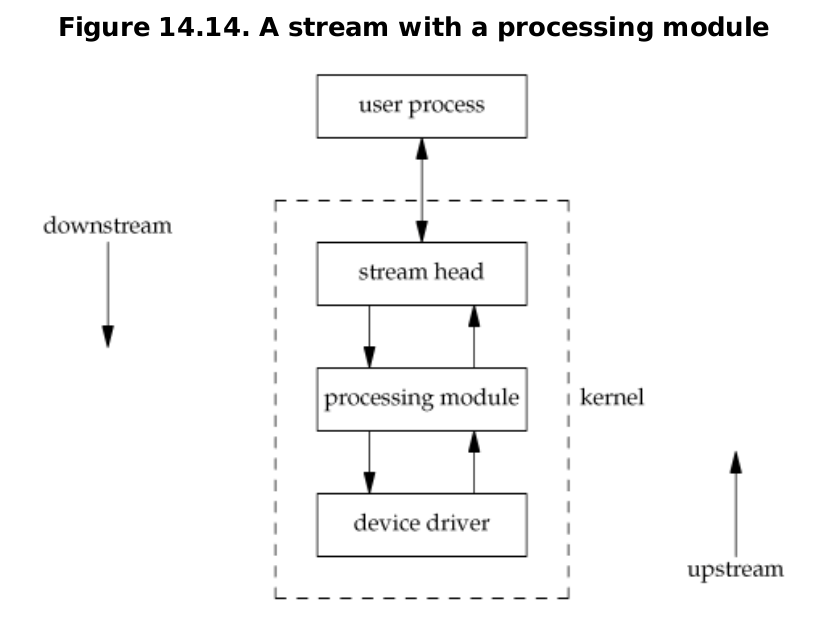 Figure 14.14. A stream with a processing module
user process
downstream
stream head
processing module
kernel
device driver
upstream